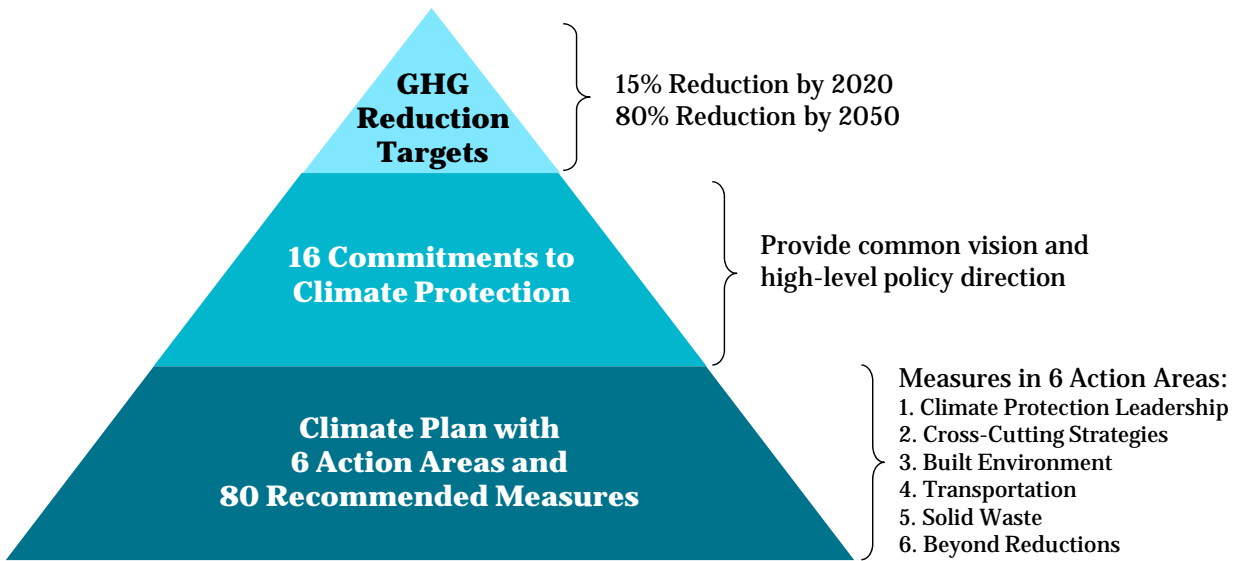 GHG
Reduction
Targets
15% Reduction by 2020
80% Reduction by 2050
16 Commitments to
Climate Protection
Provide common vision and
high-level policy direction
Climate Plan with
6 Action Areas and
80 Recommended Measures
Measures in 6 Action Areas:
1. Climate Protection Leadership
2. Cross-Cutting Strategies
3. Built Environment
4. Transportation
5. Solid Waste
6. Beyond Reductions